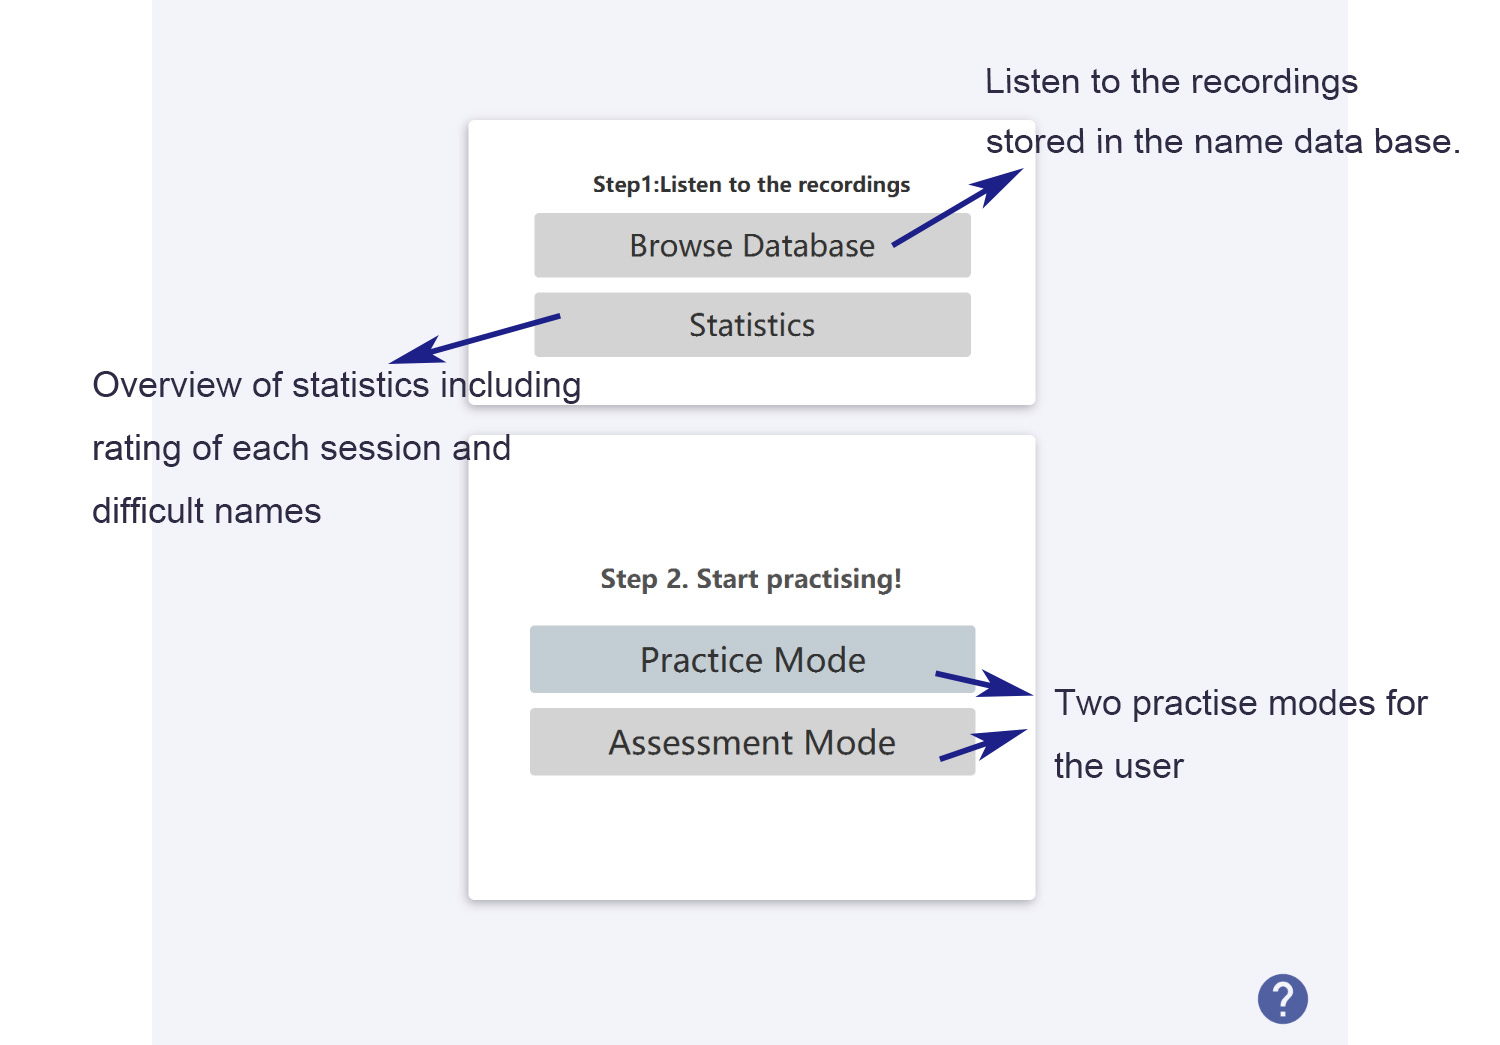 Listen to the recordings
stored in the name data base.
Step1:Listen to the recordings
Browse Database
Statistics
Overview of statistics including
rating of each session and
difficult names
Step 2. Start practising!
Practice Mode
Assessment Mode
Two practise modes for
the user
?